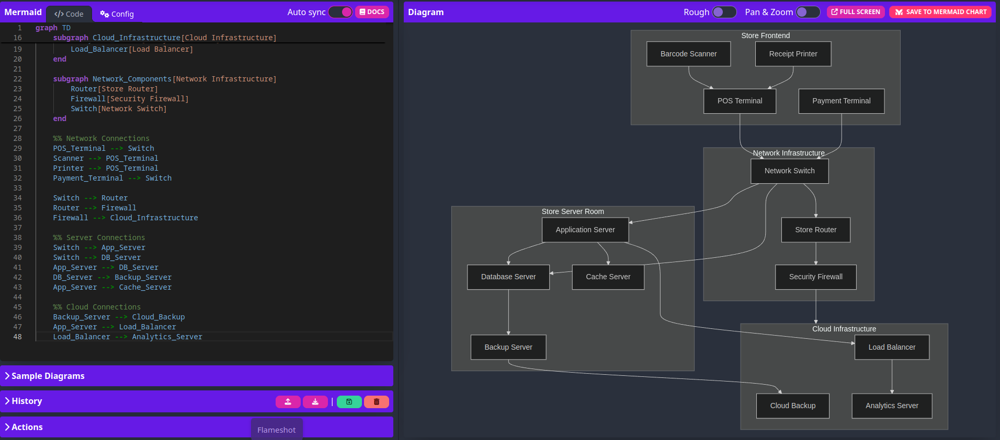 Mermaid
Code
Config
Auto sync
DOCS
1 graph TD
16 subgraph Cloud_Infrastructure[Cloud Infrastructure]
19 Load_Balancer[Load Balancer]
20 end
21
22 subgraph Network_Components[Network Infrastructure]
23 Router[Store Router]
24 Firewall[Security Firewall]
25 Switch[Network Switch]
26 end
27
28 %% Network Connections
29 POS_Terminal --> Switch
30 Scanner --> POS_Terminal
31 Printer --> POS_Terminal
32 Payment_Terminal --> Switch
33
34 Switch --> Router
35 Router --> Firewall
36 Firewall --> Cloud_Infrastructure
37
38 %% Server Connections
39 Switch --> App_Server
40 Switch --> DB_Server
41 App_Server --> DB_Server
42 DB_Server --> Backup_Server
43 App_Server --> Cache_Server
44
45 %% Cloud Connections
46 Backup_Server --> Cloud_Backup
47 App_Server --> Load_Balancer
48 Load_Balancer --> Analytics_Server
Sample Diagrams
History
Actions
Flameshot
Diagram
Rough
Pan & Zoom
FULL SCREEN
SAVE TO MERMAID CHART
Store Frontend
Barcode Scanner
Receipt Printer
POS Terminal
Payment Terminal
Network Infrastructure
Network Switch
Store Server Room
Application Server
Store Router
Database Server
Cache Server
Security Firewall
Cloud Infrastructure
Backup Server
Load Balancer
Cloud Backup
Analytics Server